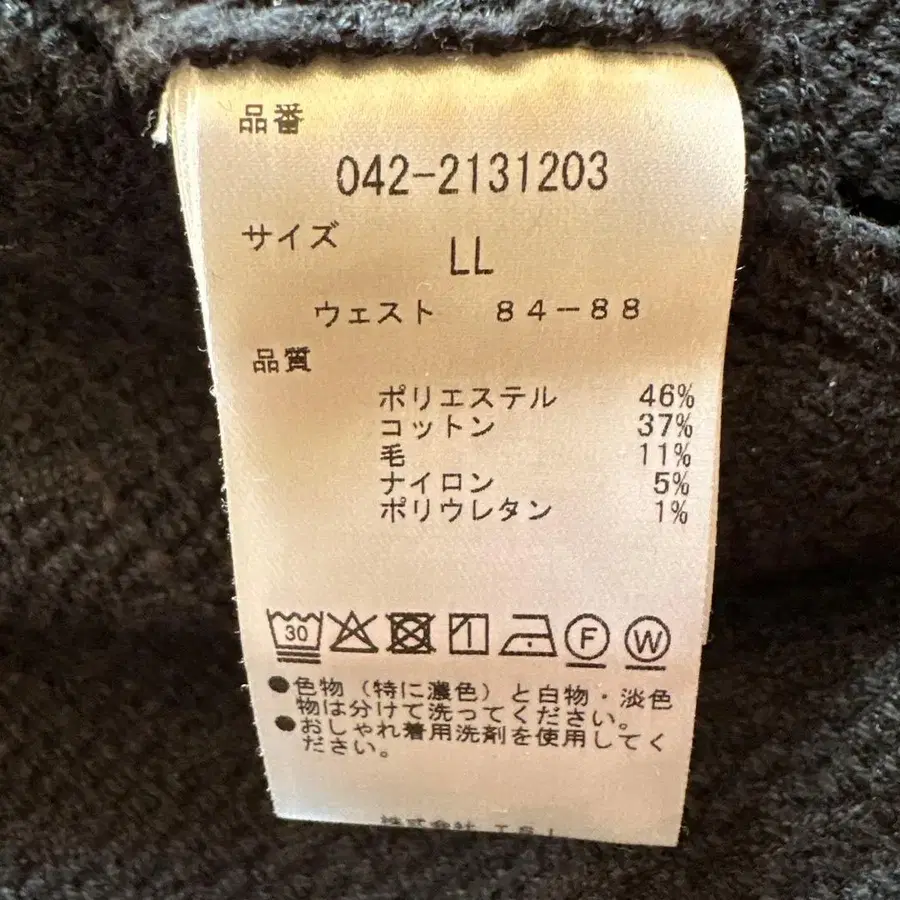 品番
042-2131203
サイズ
LL
ウェスト 84-88
品質
ポリエステル 46%
コットン 37%
毛 11%
ナイロン 5%
ポリウレタン 1%
30 F W
●色物(特に濃色)と白物・淡色
物は分けて洗ってください。
●おしゃれ着用洗剤を使用してく
ださい。
株式会社